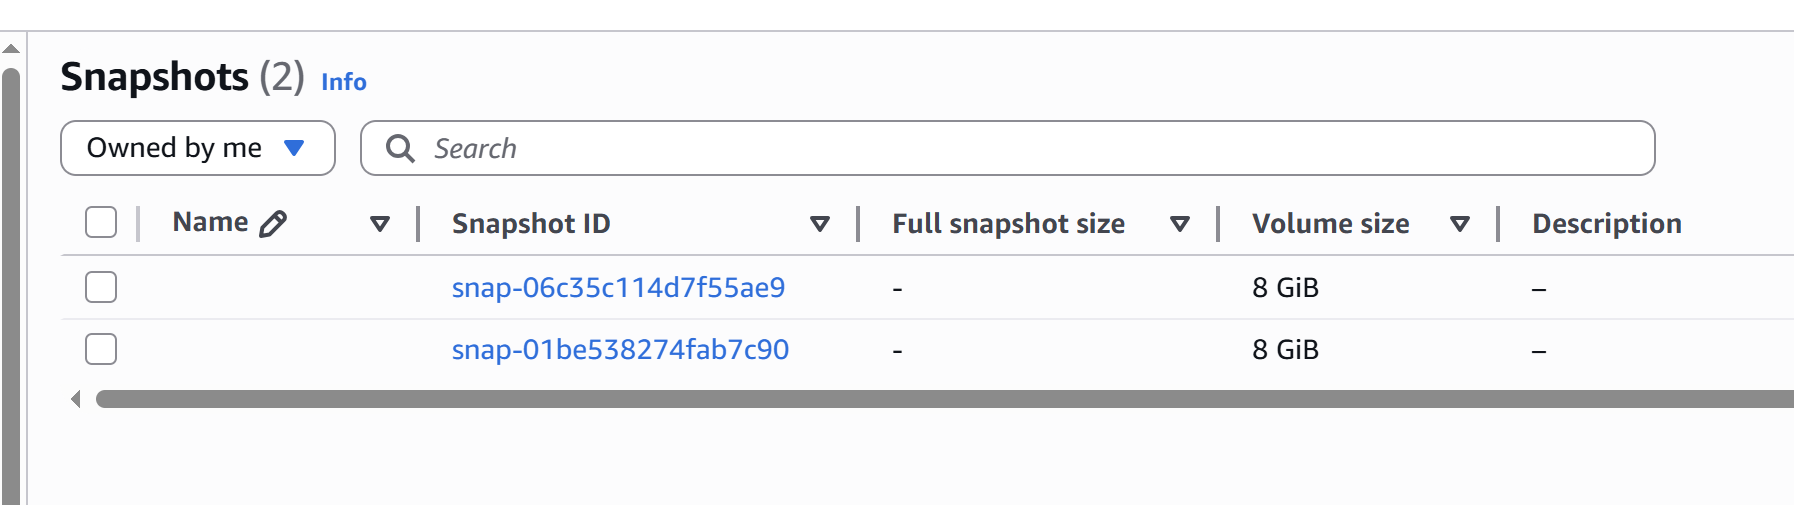 Snapshots (2) Info
Owned by me Search
Name Snapshot ID Full snapshot size Volume size Description
snap-06c35c114d7f55ae9 - 8 GiB –
snap-01be538274fab7c90 - 8 GiB –